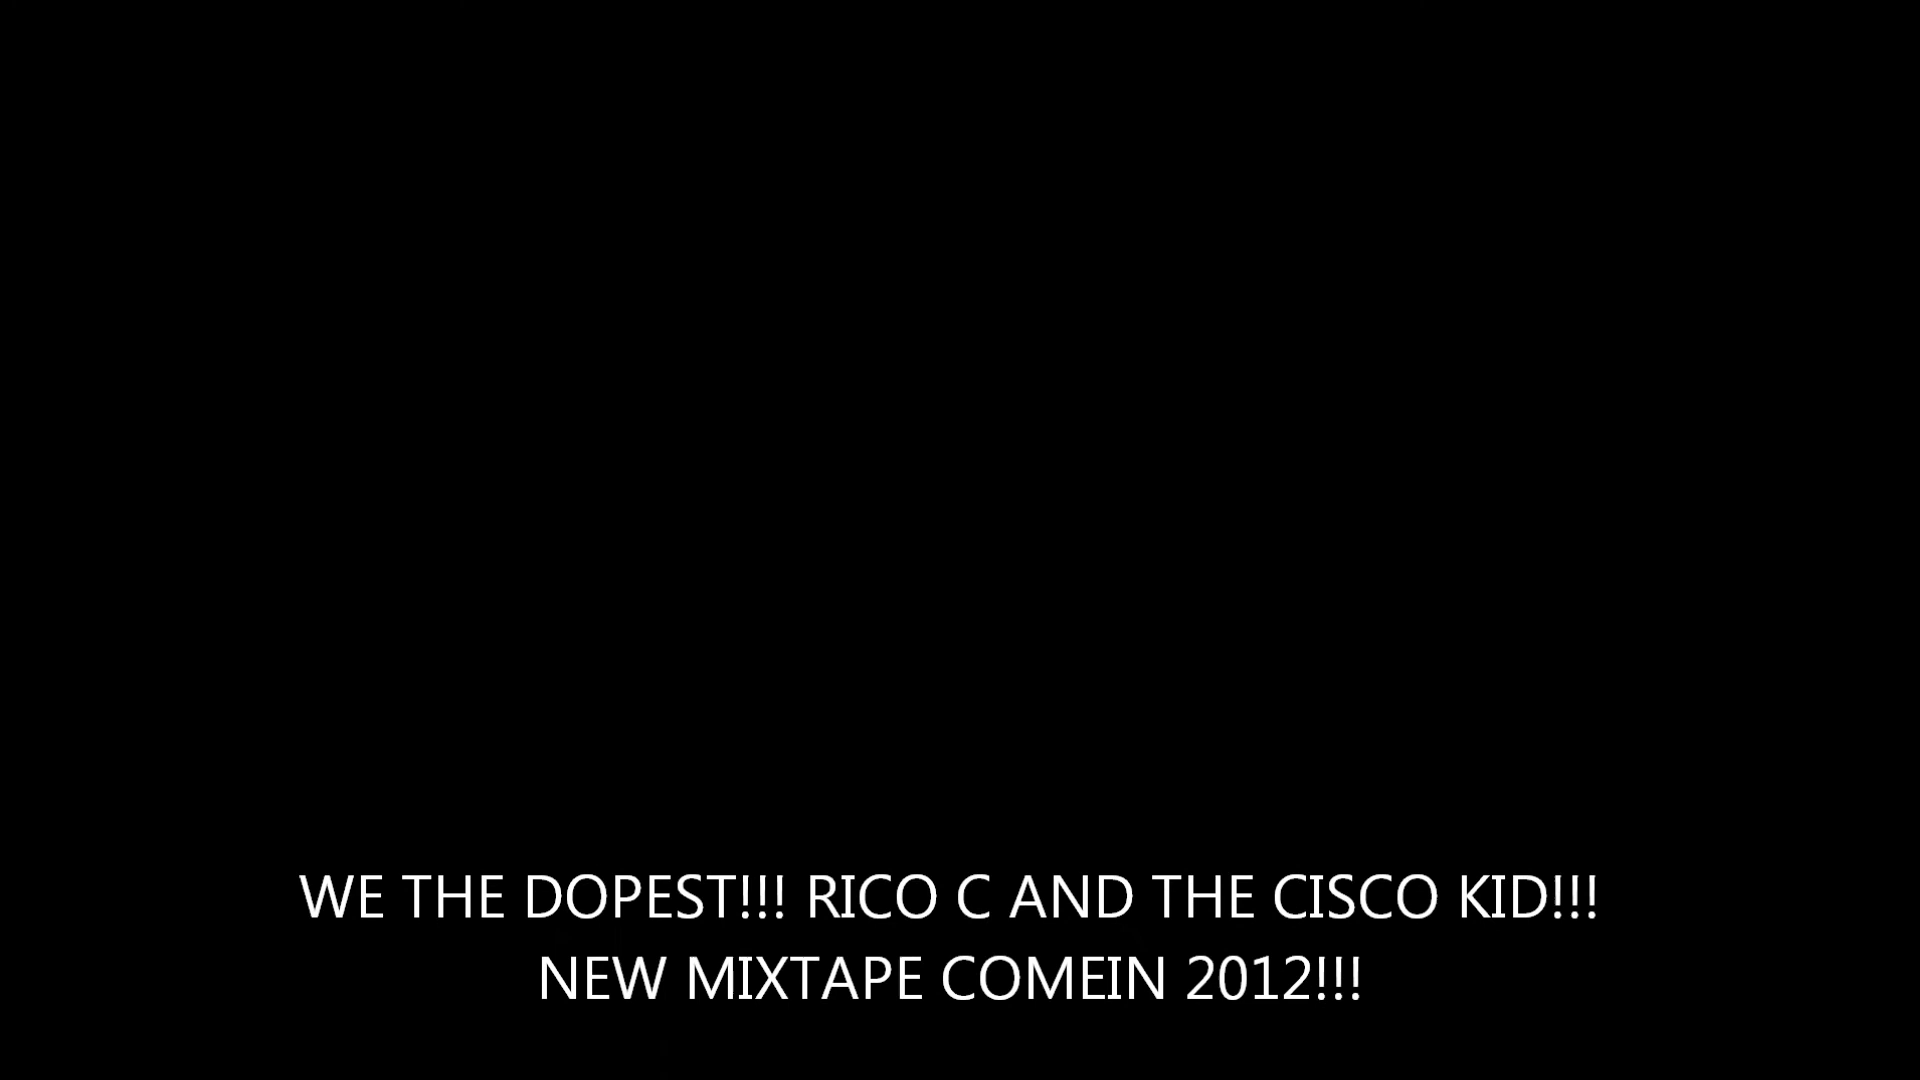 WE THE DOPEST!!! RICO C AND THE CISCO KID!!!
NEW MIXTAPE COMEIN 2012!!!